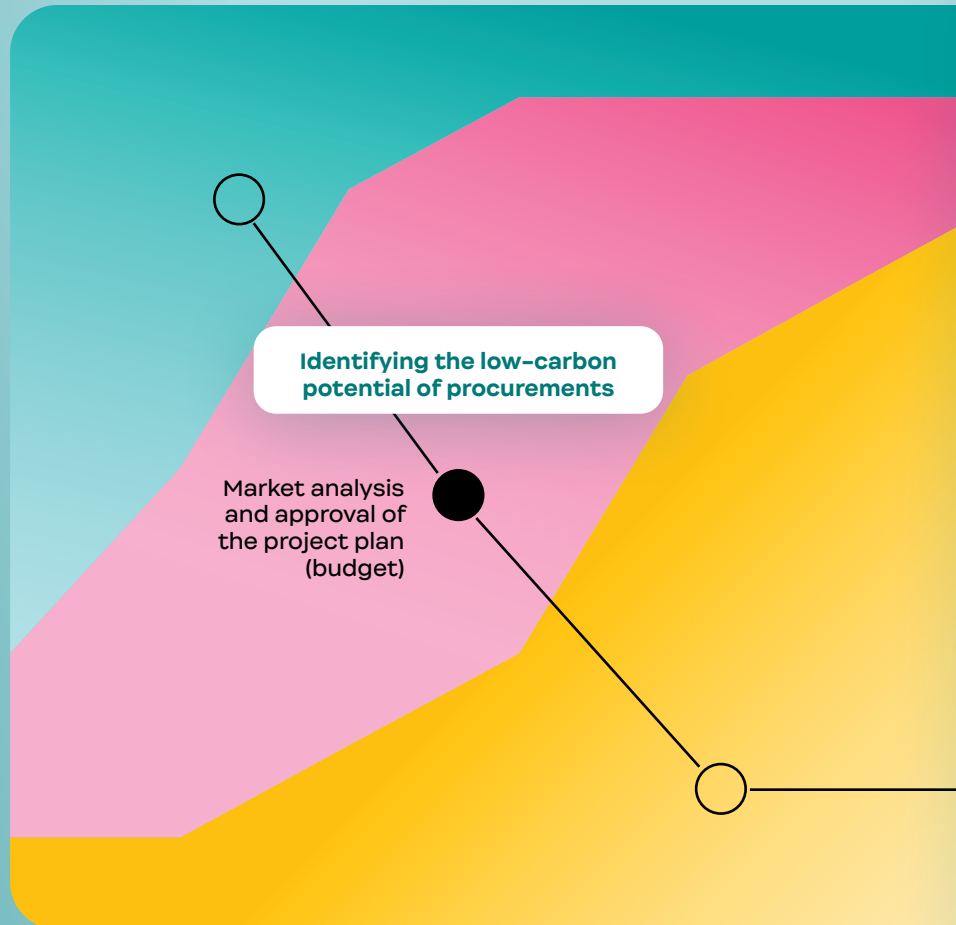 Identifying the low-carbon
potential of procurements
Market analysis
and approval of
the project plan
(budget)